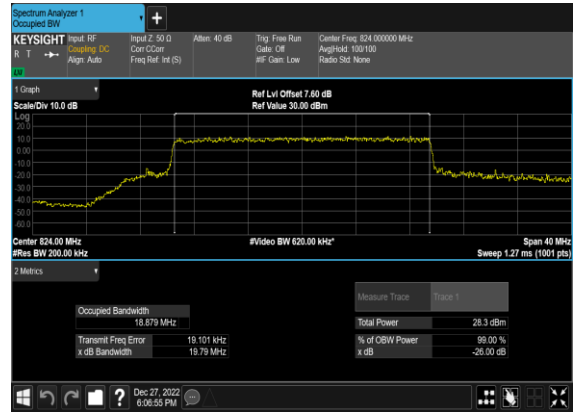 Spectrum Analyzer 1
Occupied BW
+
KEYSIGHT Input: RF Input Z: 50 Ω Atten: 40 dB Trig: Free Run Center Freq: 824.000000 MHz
R T Coupling: DC Corr CCorr Gate: Off Avg|Hold: 100/100
Align: Auto Freq Ref: Int (S) #IF Gain: Low Radio Std: None
LW
1 Graph Ref Lvl Offset 7.60 dB
Scale/Div 10.0 dB Ref Value 30.00 dBm
Log
20.0
10.0
0.00
-10.0
-20.0
-30.0
-40.0
-50.0
-60.0
Center 824.00 MHz #Video BW 620.00 kHz* Span 40 MHz
#Res BW 200.00 kHz Sweep 1.27 ms (1001 pts)
2 Metrics
Measure Trace Trace 1
Occupied Bandwidth
18.879 MHz Total Power 28.3 dBm
Transmit Freq Error 19.101 kHz % of OBW Power 99.00 %
x dB Bandwidth 19.79 MHz x dB -26.00 dB
? Dec 27, 2022
6:06:55 PM